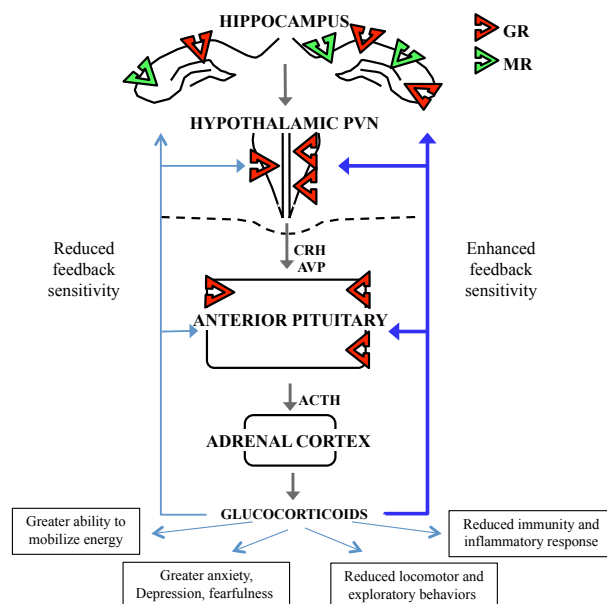 HIPPOCAMPUS
GR
MR
HYPOTHALAMIC PVN
Reduced
feedback
sensitivity
CRH
AVP
Enhanced
feedback
sensitivity
ANTERIOR PITUITARY
ACTH
ADRENAL CORTEX
GLUCOCORTICOIDS
Greater ability to
mobilize energy
Reduced immunity and
inflammatory response
Greater anxiety,
Depression, fearfulness
Reduced locomotor and
exploratory behaviors